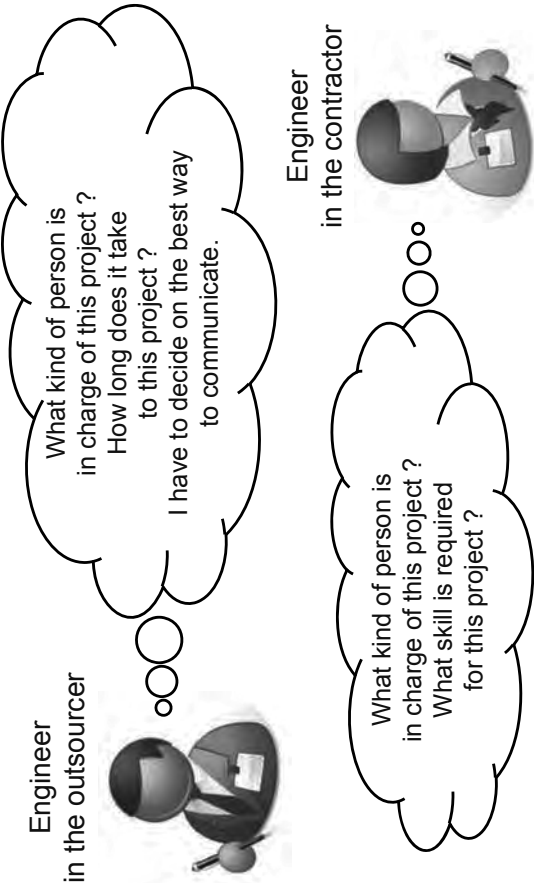 Engineer
in the outsourcer
What kind of person is
in charge of this project ?
How long does it take
to this project ?
I have to decide on the best way
to communicate.
Engineer
in the contractor
What kind of person is
in charge of this project ?
What skill is required
for this project ?